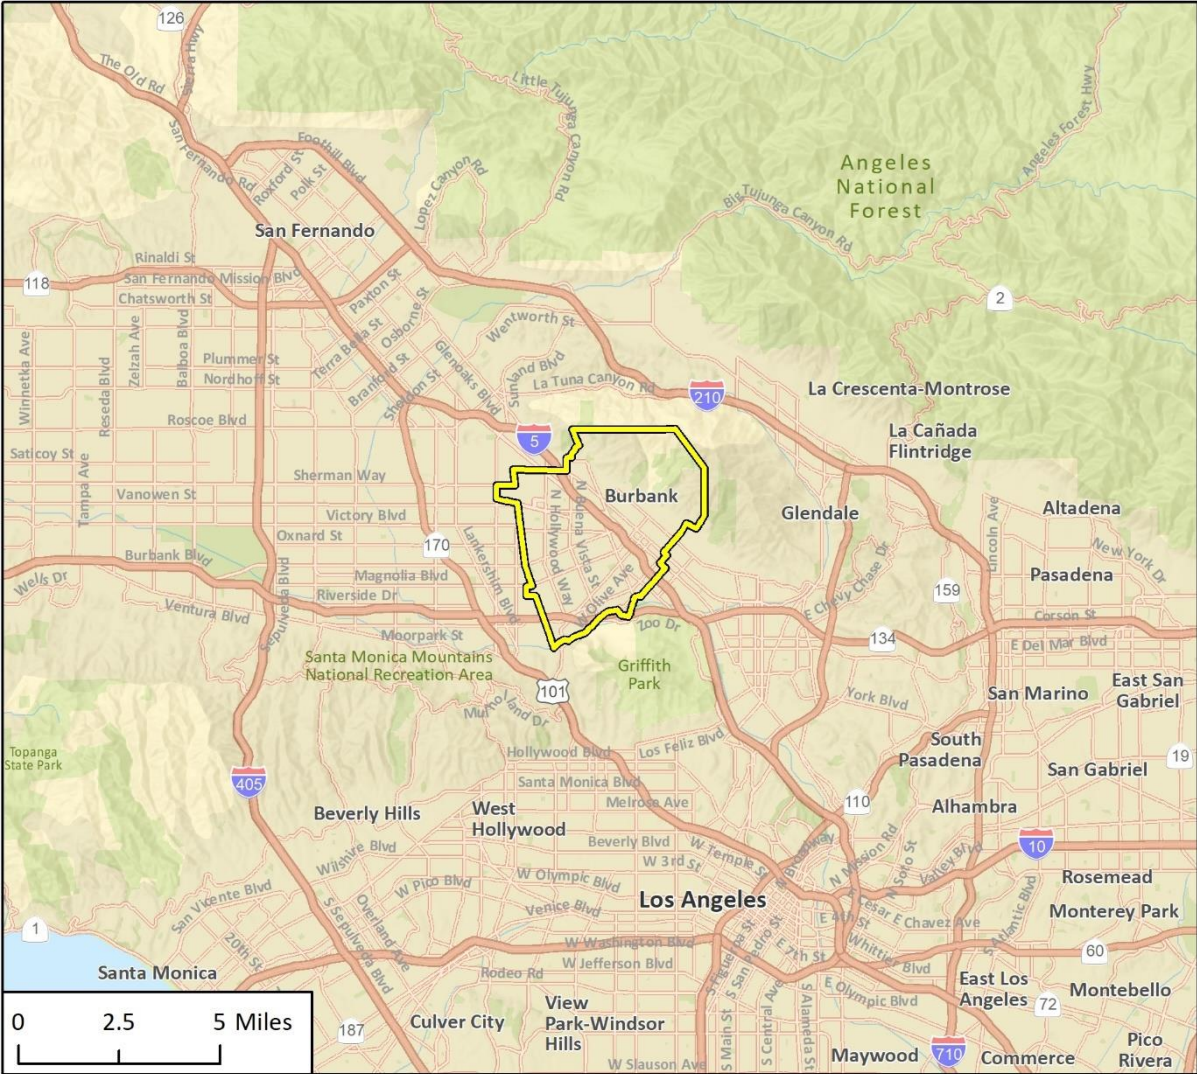 126
The Old Rd
Sierra Hwy
Little Tujunga Canyon Rd
Angeles Forest Hwy
San Fernando Rd
Foothill Blvd
Roxford St
Polk St
Lopez Canyon Rd
Angeles
National
Forest
Big Tujunga Canyon Rd
San Fernando
Rinaldi St
118
San Fernando Mission Blvd
Chatsworth St
Paxton St
Osborne St
2
Wentworth St
Winnetka Ave
Reseda Blvd
Zelzah Ave
Balboa Blvd
Plummer St
Nordhoff St
Terra Bella St
Branford St
Sheldon St
Glenoaks Blvd
Sunland Blvd
La Tuna Canyon Rd
210
La Crescenta-Montrose
Roscoe Blvd
5
La Cañada
Flintridge
Saticoy St
Tampa Ave
Sherman Way
Vanowen St
Victory Blvd
N Hollywood Way
N Buena Vista St
Burbank
Glendale
Lincoln Ave
Altadena
Oxnard St
170
Lankershim Blvd
New York Dr
Burbank Blvd
Wells Dr
Magnolia Blvd
Riverside Dr
W Olive Ave
E Chevy Chase Dr
Pasadena
159
Ventura Blvd
Sepulveda Blvd
Moorpark St
Zoo Dr
134
Corson St
E Del Mar Blvd
Santa Monica Mountains
National Recreation Area
Griffith
Park
101
Mulholland Dr
York Blvd
San Marino
East San
Gabriel
Topanga
State Park
Hollywood Blvd
Los Feliz Blvd
South
Pasadena
19
405
Santa Monica Blvd
Melrose Ave
San Gabriel
Beverly Hills
West
Hollywood
110
Alhambra
Wilshire Blvd
Beverly Blvd
W 3rd St
W Temple St
N Broadway
N Mission Rd
N Soto St
Valley Blvd
10
San Vicente Blvd
W Pico Blvd
W Olympic Blvd
Rosemead
S Sepulveda Blvd
Overland Ave
Venice Blvd
Los Angeles
E 4th St
E Cesar E Chavez Ave
S Atlantic Blvd
Monterey Park
1
20th St
W Washington Blvd
W Jefferson Blvd
E 7th St
Whittier Blvd
60
Santa Monica
Rodeo Rd
S Figueroa St
S San Pedro St
E Olympic Blvd
East Los
Angeles
Montebello
72
0 2.5 5 Miles
187
Culver City
View
Park-Windsor
Hills
S Main St
S Central Ave
S Alameda St
W Slauson Ave
Maywood
710
Commerce
Pico
Rivera